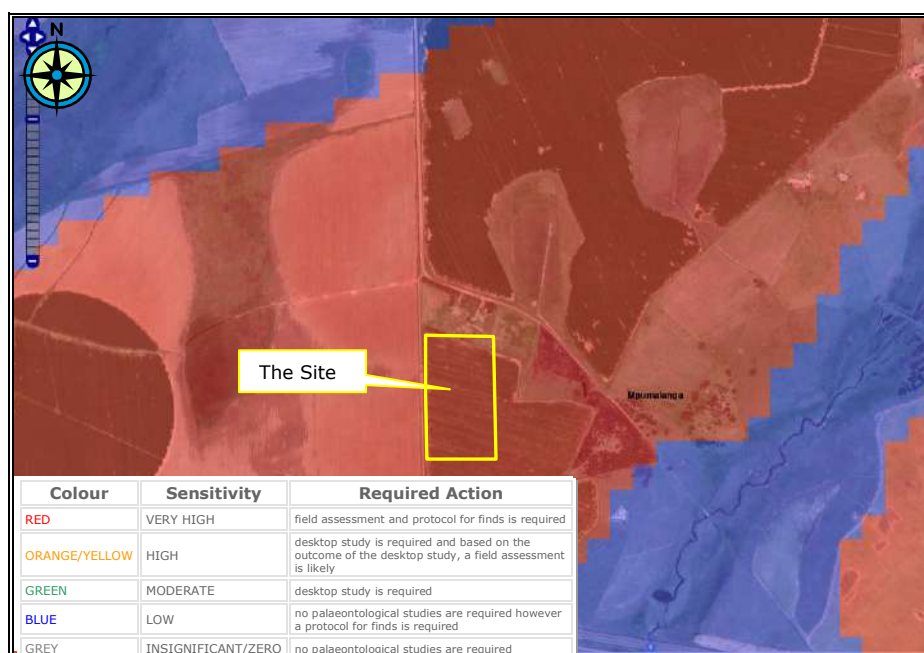 N
The Site
Mpumalanga
Colour Sensitivity Required Action
RED VERY HIGH field assessment and protocol for finds is required
ORANGE/YELLOW HIGH desktop study is required and based on the
outcome of the desktop study, a field assessment
is likely
GREEN MODERATE desktop study is required
BLUE LOW no palaeontological studies are required however
a protocol for finds is required
GREY INSIGNIFICANT/ZERO no palaeontological studies are required